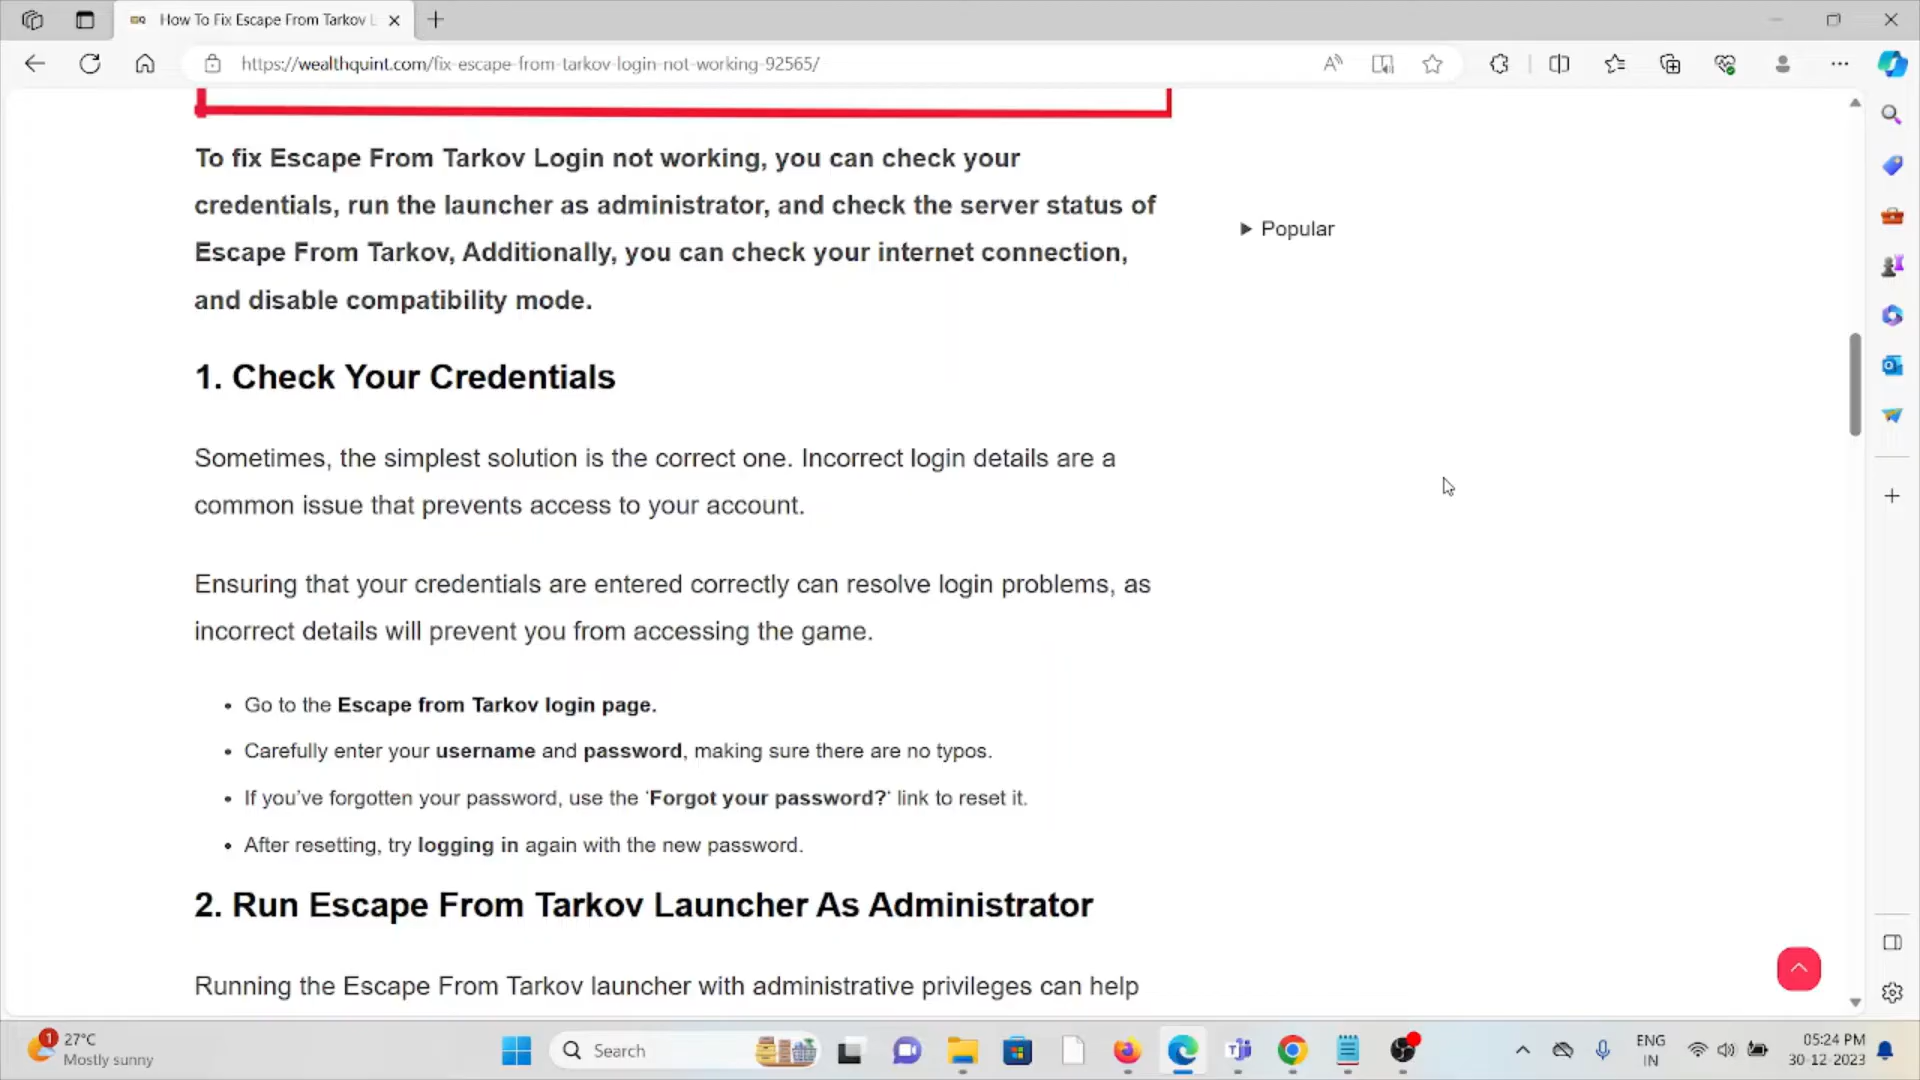 How To Fix Escape From Tarkov L
https://wealthquint.com/fix-escape-from-tarkov-login-not-working-92565/
To fix Escape From Tarkov Login not working, you can check your
credentials, run the launcher as administrator, and check the server status of
Escape From Tarkov, Additionally, you can check your internet connection,
and disable compatibility mode.
Popular
1. Check Your Credentials
Sometimes, the simplest solution is the correct one. Incorrect login details are a
common issue that prevents access to your account.
Ensuring that your credentials are entered correctly can resolve login problems, as
incorrect details will prevent you from accessing the game.
• Go to the Escape from Tarkov login page.
• Carefully enter your username and password, making sure there are no typos.
• If you’ve forgotten your password, use the ‘Forgot your password?‘ link to reset it.
• After resetting, try logging in again with the new password.
2. Run Escape From Tarkov Launcher As Administrator
Running the Escape From Tarkov launcher with administrative privileges can help
1
27°C
Mostly sunny
Search
ENG
IN
05:24 PM
30-12-2023